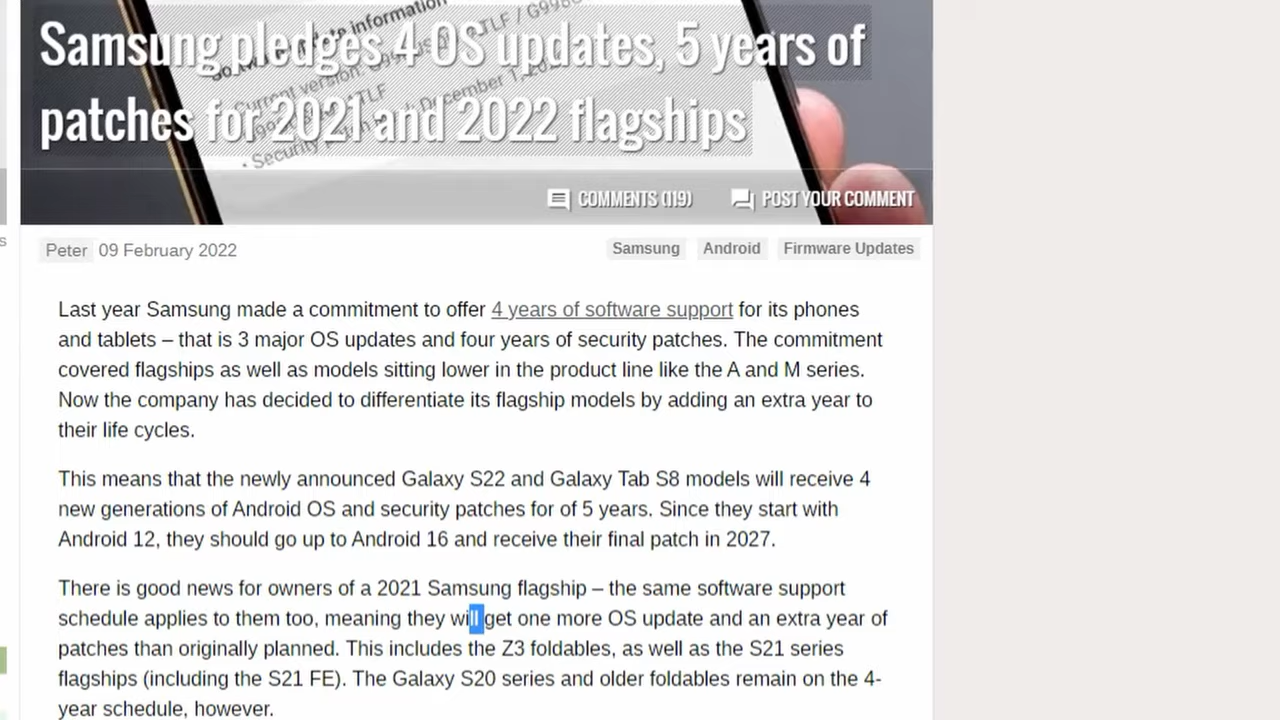 Samsung pledges 4 OS updates, 5 years of
patches for 2021 and 2022 flagships
COMMENTS (119) POST YOUR COMMENT
Peter 09 February 2022 Samsung Android Firmware Updates
Last year Samsung made a commitment to offer 4 years of software support for its phones
and tablets – that is 3 major OS updates and four years of security patches. The commitment
covered flagships as well as models sitting lower in the product line like the A and M series.
Now the company has decided to differentiate its flagship models by adding an extra year to
their life cycles.
This means that the newly announced Galaxy S22 and Galaxy Tab S8 models will receive 4
new generations of Android OS and security patches for of 5 years. Since they start with
Android 12, they should go up to Android 16 and receive their final patch in 2027.
There is good news for owners of a 2021 Samsung flagship – the same software support
schedule applies to them too, meaning they will get one more OS update and an extra year of
patches than originally planned. This includes the Z3 foldables, as well as the S21 series
flagships (including the S21 FE). The Galaxy S20 series and older foldables remain on the 4-
year schedule, however.